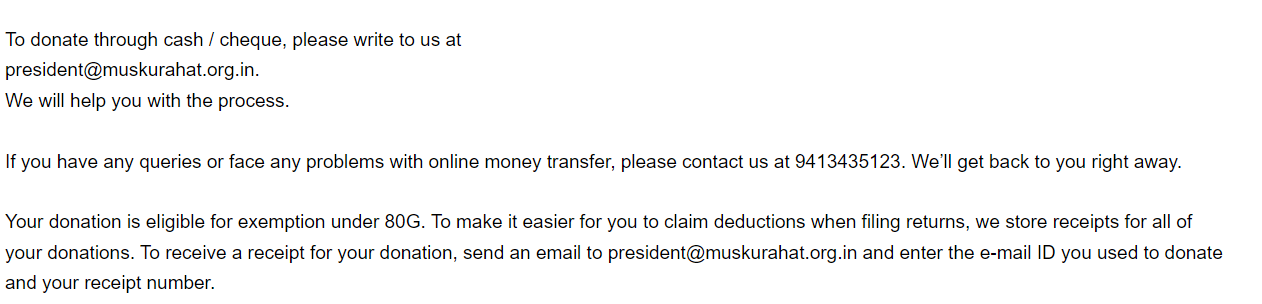 To donate through cash / cheque, please write to us at
president@muskurahat.org.in.
We will help you with the process.
If you have any queries or face any problems with online money transfer, please contact us at 9413435123. We’ll get back to you right away.
Your donation is eligible for exemption under 80G. To make it easier for you to claim deductions when filing returns, we store receipts for all of
your donations. To receive a receipt for your donation, send an email to president@muskurahat.org.in and enter the e-mail ID you used to donate
and your receipt number.